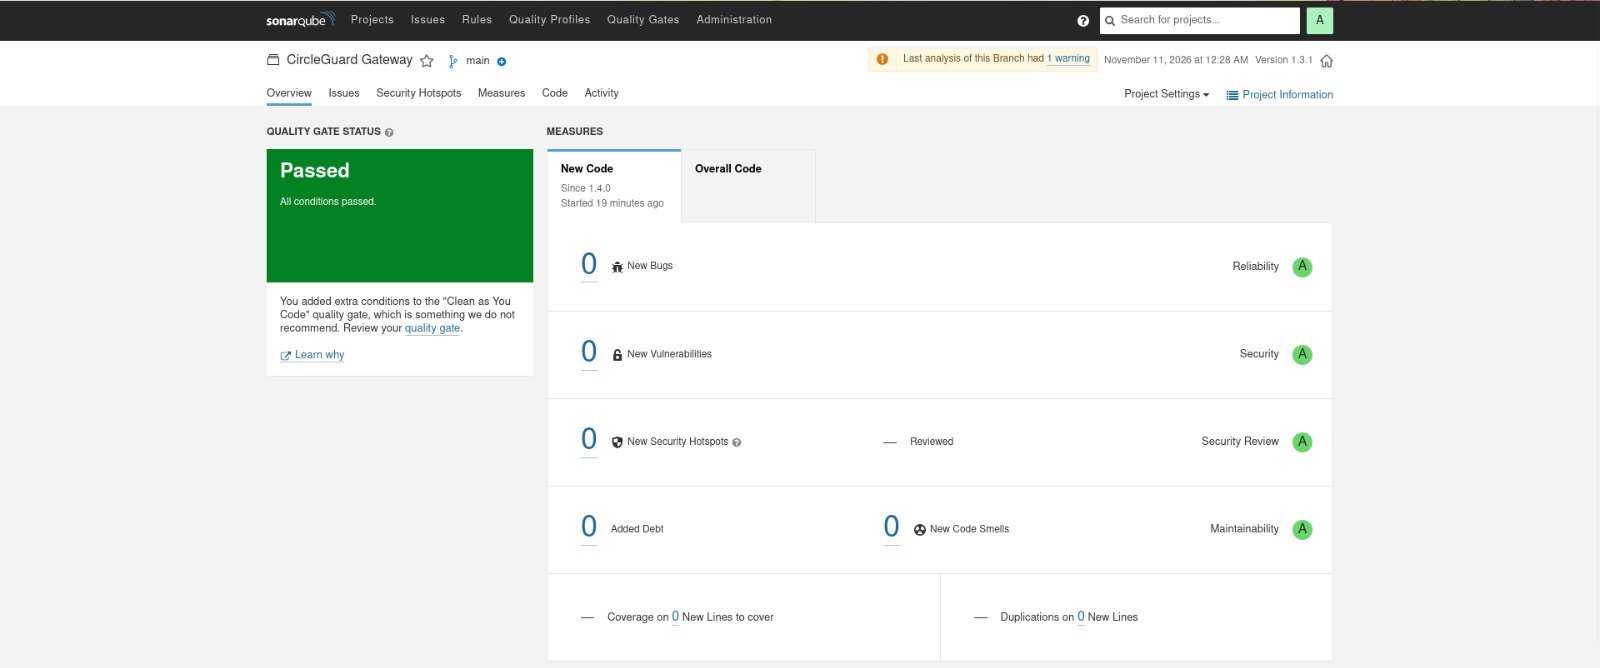 sonarqube Projects Issues Rules Quality Profiles Quality Gates Administration ? Search for projects... A
CircleGuard Gateway main Last analysis of this Branch had 1 warning November 11, 2026 at 12:28 AM Version 1.3.1
Overview Issues Security Hotspots Measures Code Activity Project Settings Project Information
QUALITY GATE STATUS ?
Passed
All conditions passed.
You added extra conditions to the "Clean as You
Code" quality gate, which is something we do not
recommend. Review your quality gate.
Learn why
MEASURES
New Code
Since 1.4.0
Started 19 minutes ago
Overall Code
0 New Bugs Reliability A
0 New Vulnerabilities Security A
0 New Security Hotspots ? — Reviewed Security Review A
0 Added Debt 0 New Code Smells Maintainability A
— Coverage on 0 New Lines to cover — Duplications on 0 New Lines